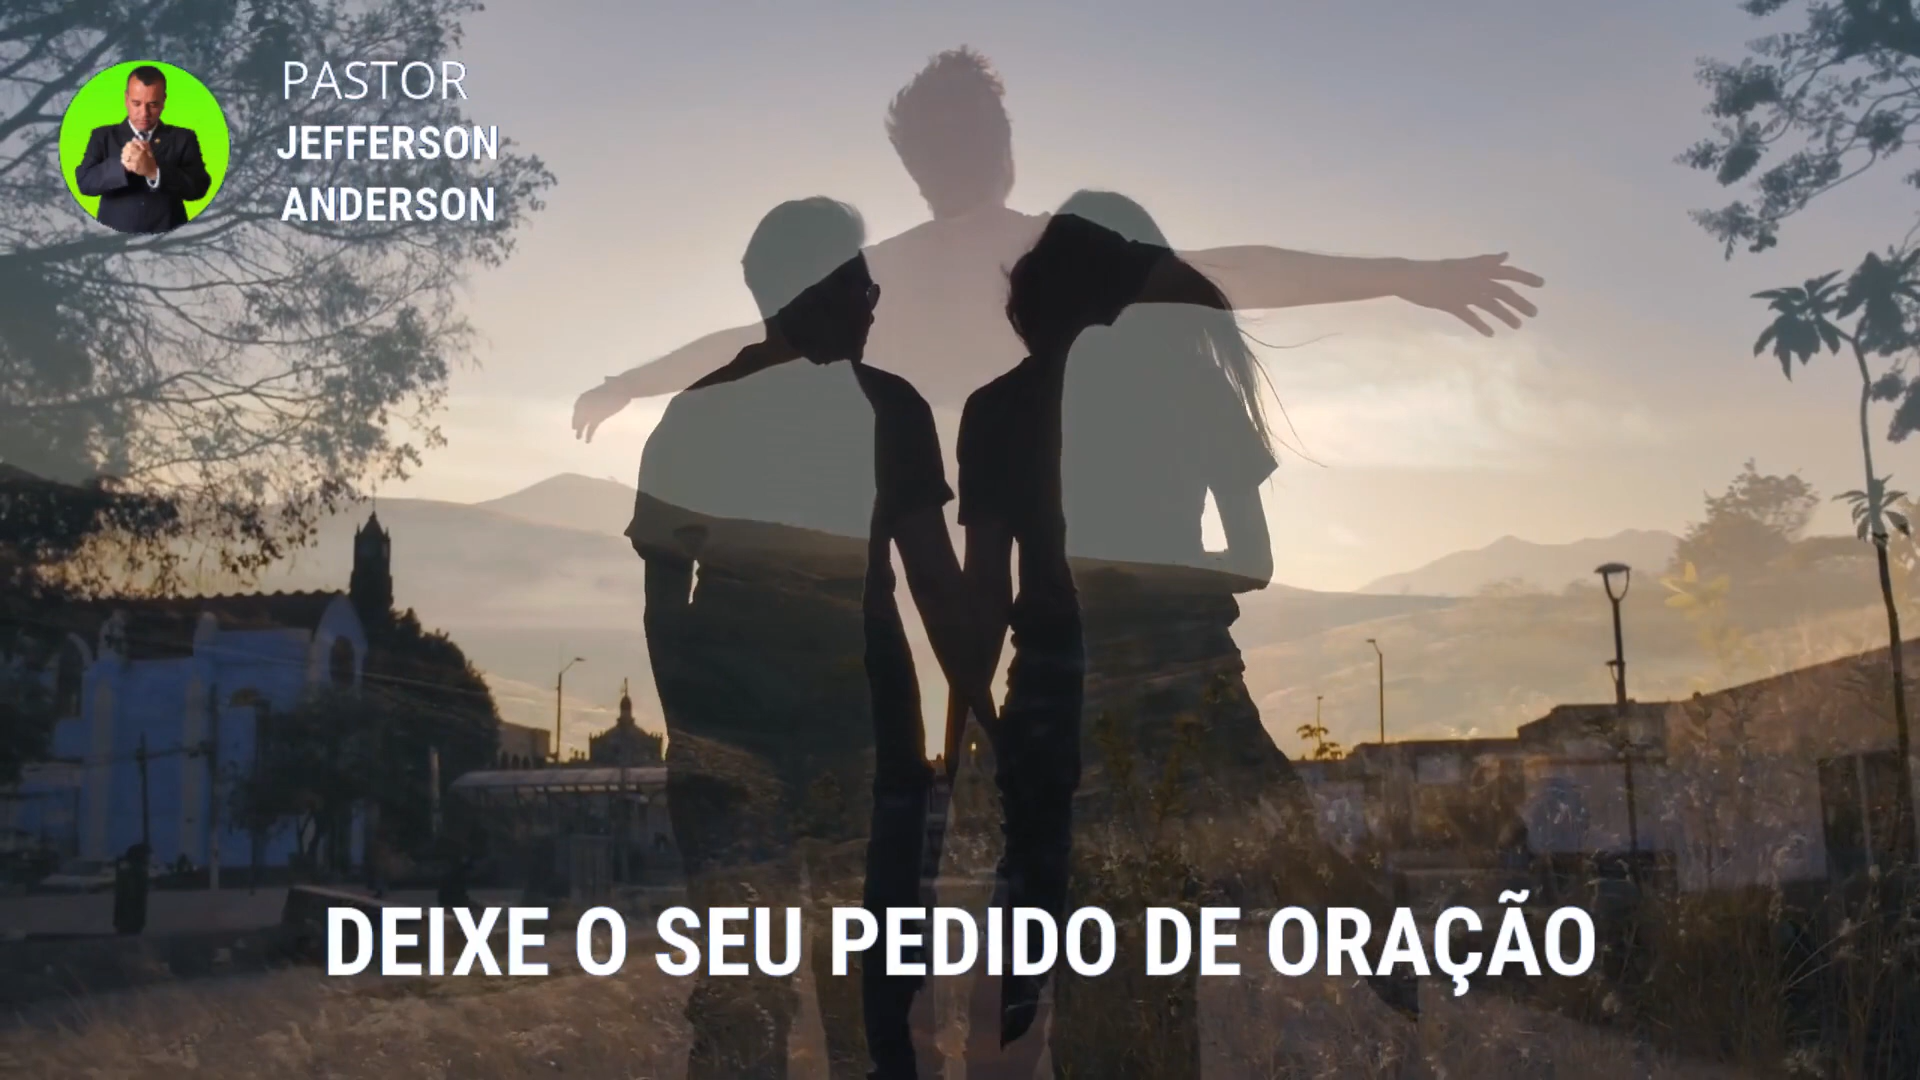 PASTOR
JEFFERSON
ANDERSON
DEIXE O SEU PEDIDO DE ORAÇÃO